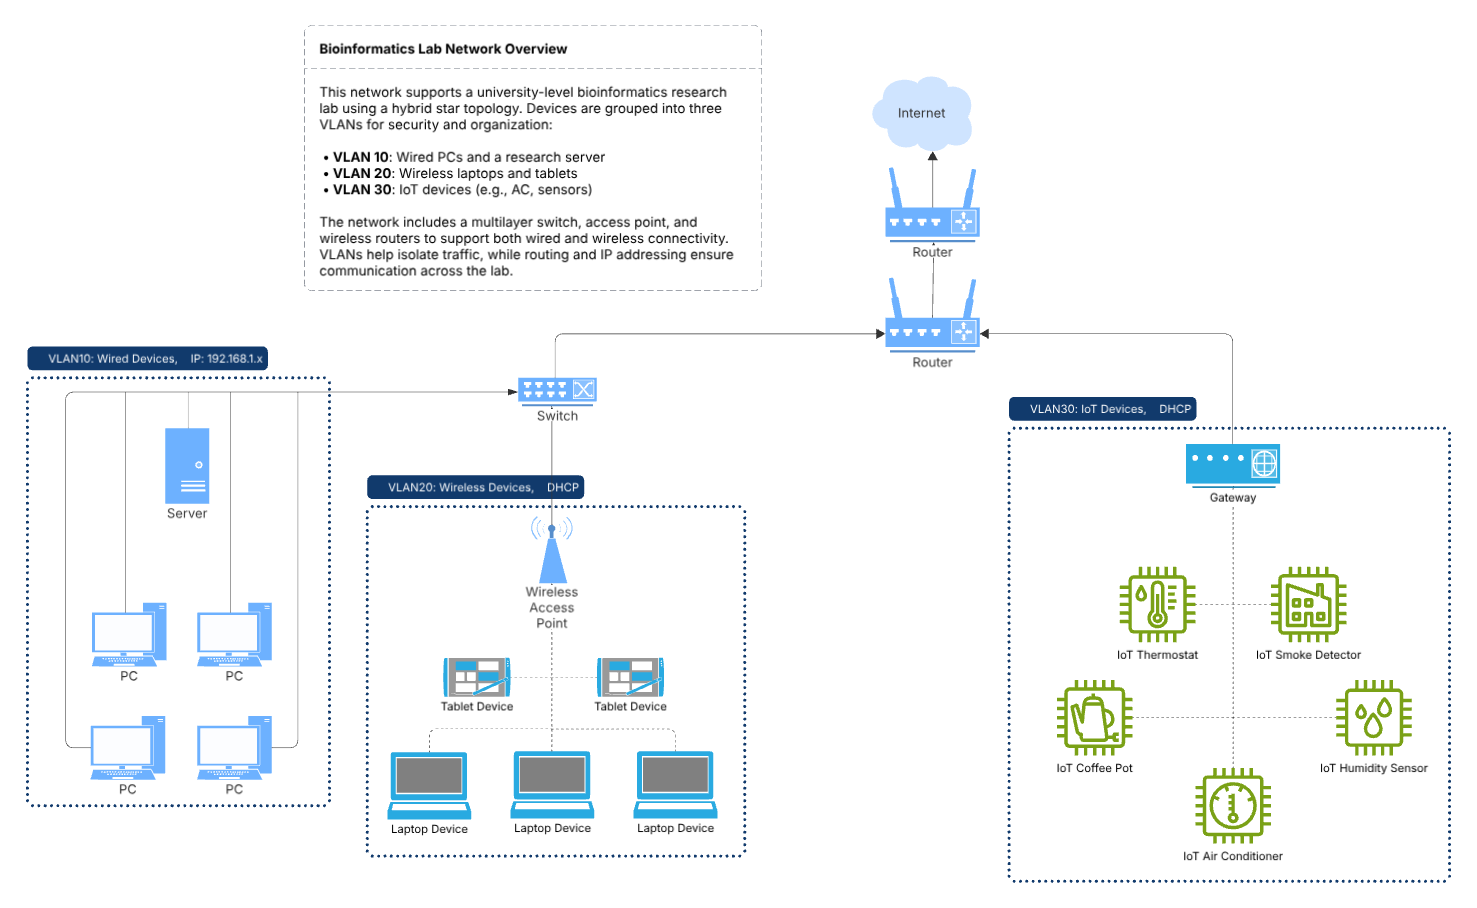 Bioinformatics Lab Network Overview
This network supports a university-level bioinformatics research
lab using a hybrid star topology. Devices are grouped into three
VLANs for security and organization:
• VLAN 10: Wired PCs and a research server
• VLAN 20: Wireless laptops and tablets
• VLAN 30: IoT devices (e.g., AC, sensors)
The network includes a multilayer switch, access point, and
wireless routers to support both wired and wireless connectivity.
VLANs help isolate traffic, while routing and IP addressing ensure
communication across the lab.
Internet
Router
Router
VLAN10: Wired Devices, IP: 192.168.1.x
Switch
Server
PC
PC
PC
PC
VLAN20: Wireless Devices, DHCP
Wireless
Access
Point
Tablet Device
Tablet Device
Laptop Device
Laptop Device
Laptop Device
VLAN30: IoT Devices, DHCP
Gateway
IoT Thermostat
IoT Smoke Detector
IoT Coffee Pot
IoT Humidity Sensor
IoT Air Conditioner